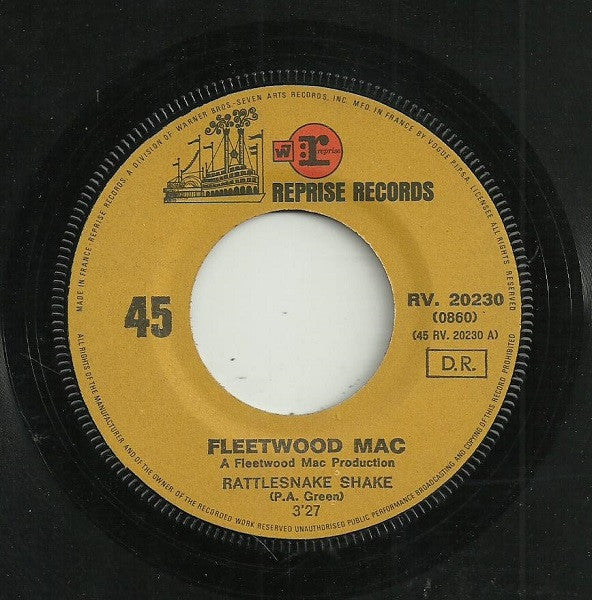 MADE IN FRANCE·REPRISE RECORDS A DIVISION OF WARNER BROS.-SEVEN ARTS RECORDS, INC. MFD. IN FRANCE BY VOGUE P.I.P. S.A. LICENSEE ALL RIGHTS RESERVED
W r reprise
REPRISE RECORDS
45
RV. 20230
(0860)
(45 RV. 20230 A)
D.R.
FLEETWOOD MAC
A Fleetwood Mac Production
RATTLESNAKE SHAKE
(P.A. Green)
3'27
ALL RIGHTS OF THE MANUFACTURER AND OF THE OWNER OF THE RECORDED WORK RESERVED UNAUTHORISED PUBLIC PERFORMANCE BROADCASTING AND COPYING OF THIS RECORD PROHIBITED